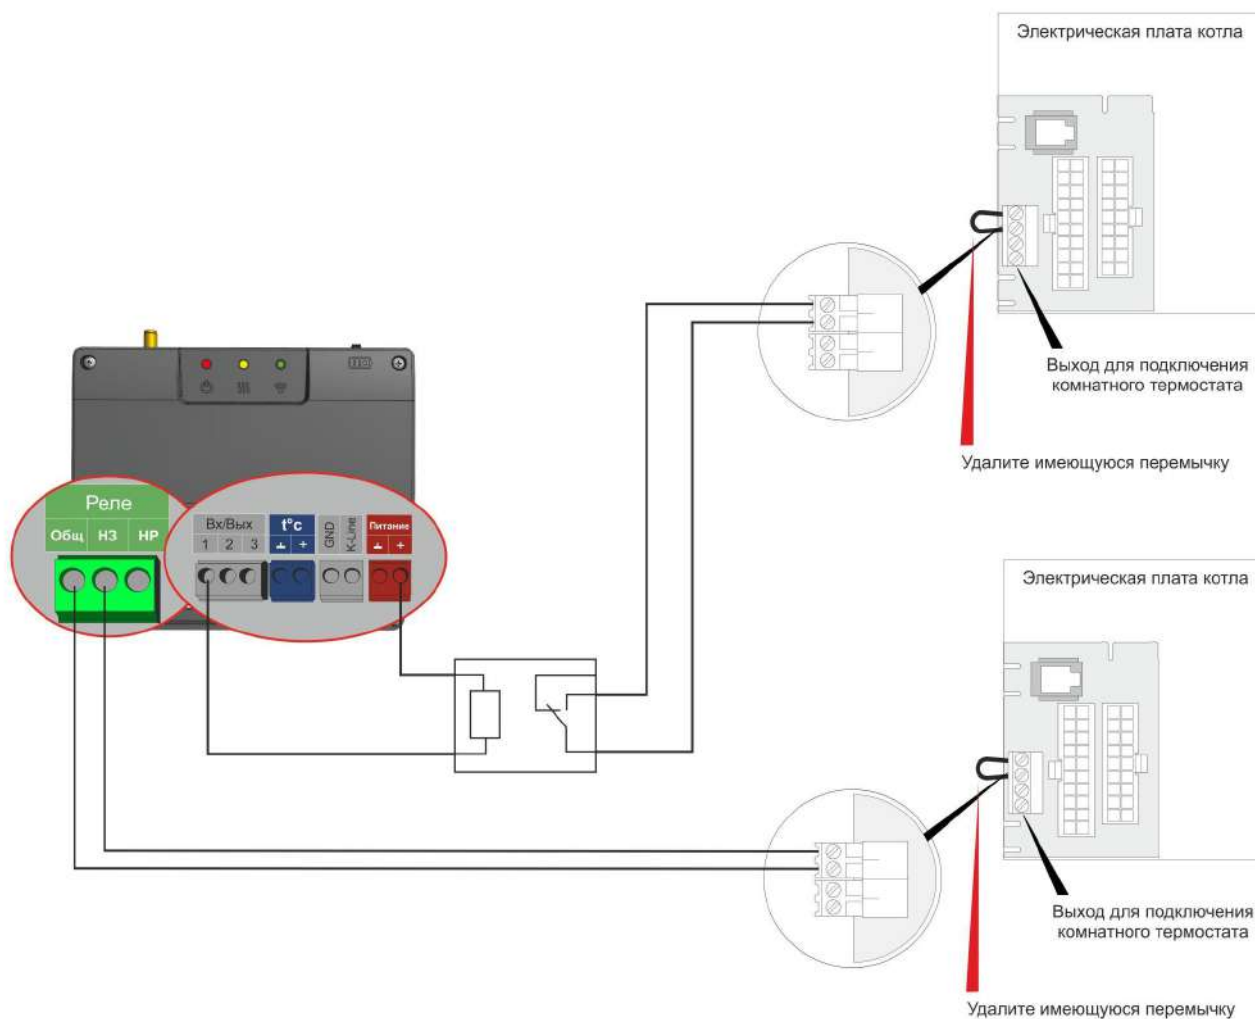 Электрическая плата котла
Выход для подключения
комнатного термостата
Удалите имеющуюся перемычку
Реле
Общ НЗ НР
Вх/Вых t°c GND K-Line Питание
1 2 3 + +
Электрическая плата котла
Выход для подключения
комнатного термостата
Удалите имеющуюся перемычку